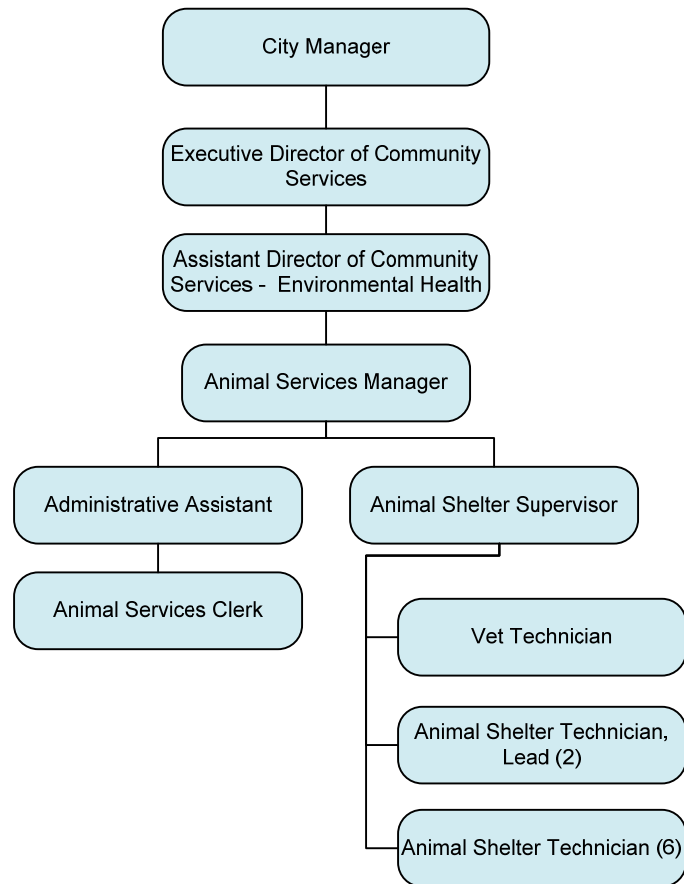 City Manager
Executive Director of Community
Services
Assistant Director of Community
Services - Environmental Health
Animal Services Manager
Administrative Assistant
Animal Shelter Supervisor
Animal Services Clerk
Vet Technician
Animal Shelter Technician,
Lead (2)
Animal Shelter Technician (6)